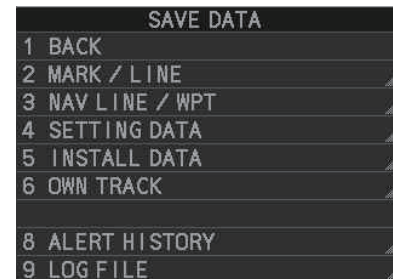 SAVE DATA
1 BACK
2 MARK / LINE
3 NAV LINE / WPT
4 SETTING DATA
5 INSTALL DATA
6 OWN TRACK
8 ALERT HISTORY
9 LOG FILE